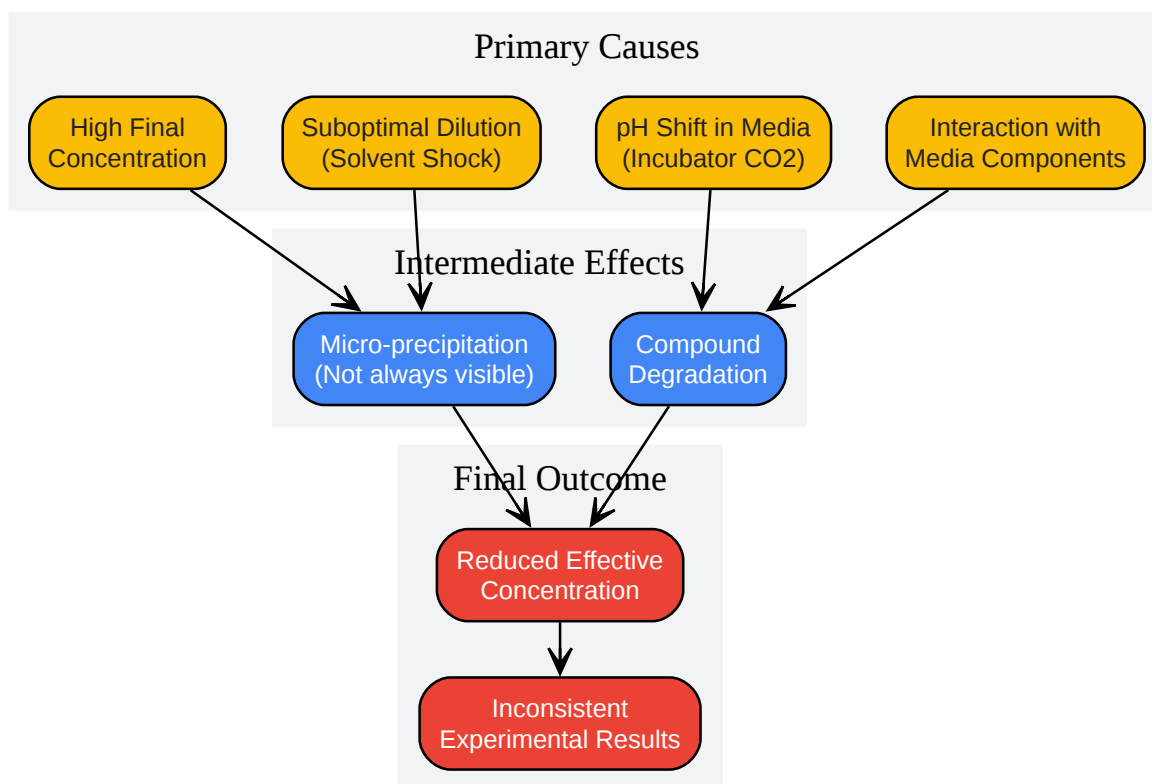 Primary Causes
High Final
Concentration
Suboptimal Dilution
(Solvent Shock)
pH Shift in Media
(Incubator CO2)
Interaction with
Media Components
Intermediate Effects
Micro-precipitation
(Not always visible)
Compound
Degradation
Final Outcome
Reduced Effective
Concentration
Inconsistent
Experimental Results